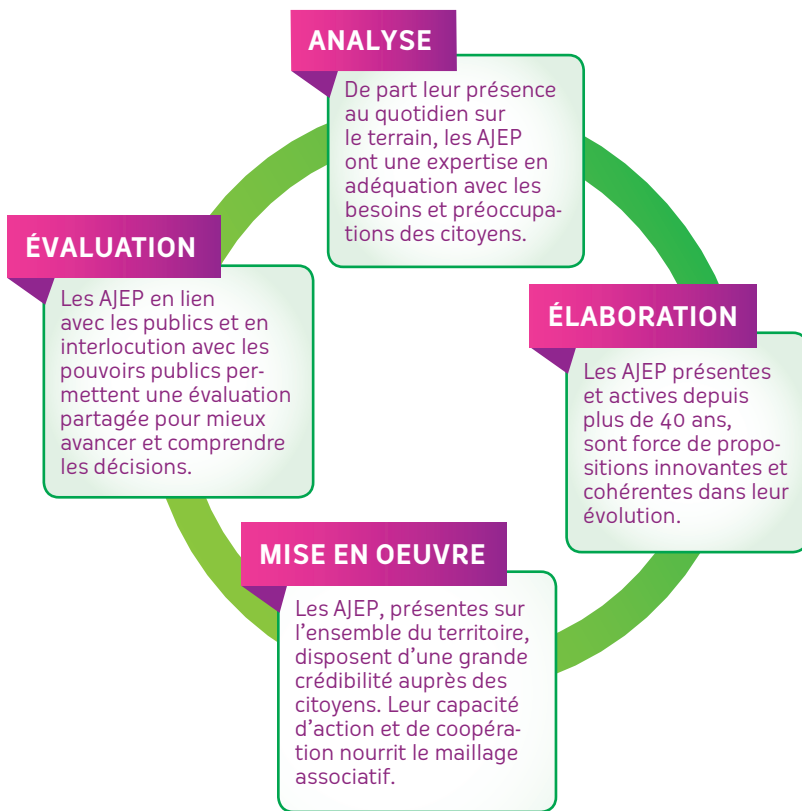 ANALYSE
De part leur présence
au quotidien sur
le terrain, les AJEP
ont une expertise en
adéquation avec les
besoins et préoccupa-
tions des citoyens.
ÉLABORATION
Les AJEP présentes
et actives depuis
plus de 40 ans,
sont force de propo-
sitions innovantes et
cohérentes dans leur
évolution.
MISE EN OEUVRE
Les AJEP, présentes sur
l'ensemble du territoire,
disposent d'une grande
crédibilité auprès des
citoyens. Leur capacité
d'action et de coopéra-
tion nourrit le maillage
associatif.
ÉVALUATION
Les AJEP en lien
avec les publics et en
interlocution avec les
pouvoirs publics per-
mettent une évaluation
partagée pour mieux
avancer et comprendre
les décisions.